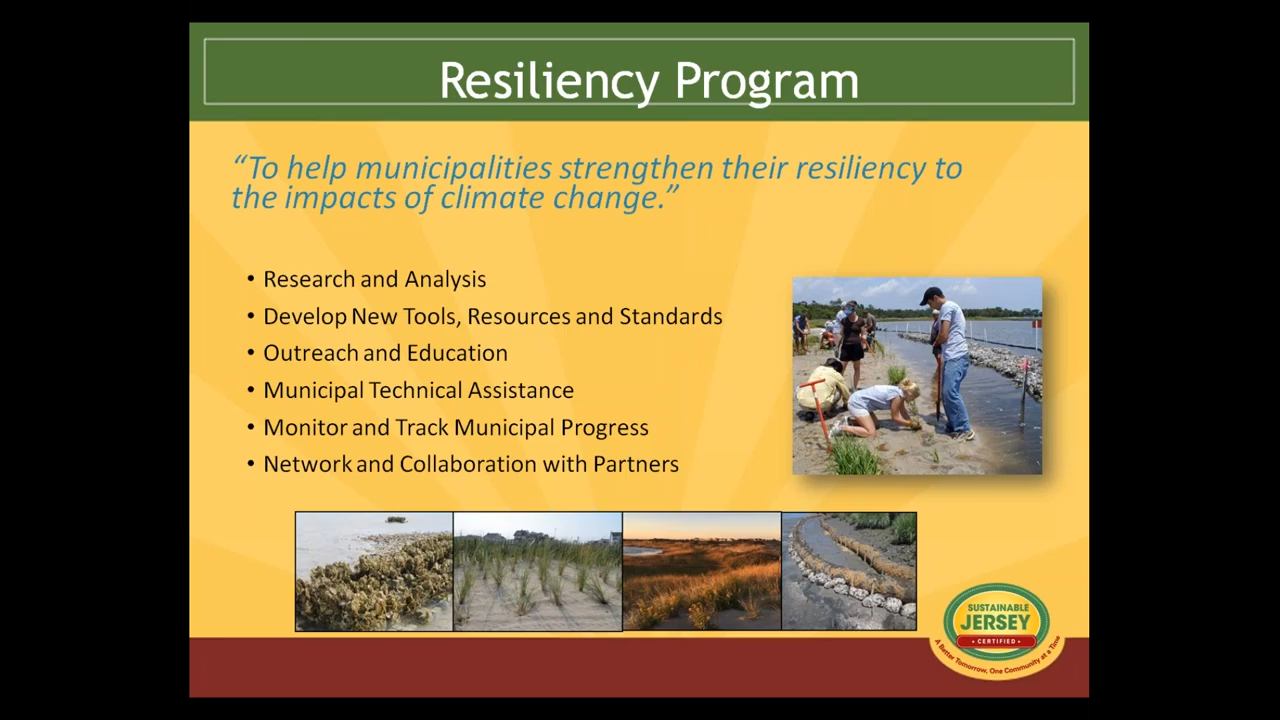 Resiliency Program
“To help municipalities strengthen their resiliency to
the impacts of climate change.”
• Research and Analysis
• Develop New Tools, Resources and Standards
• Outreach and Education
• Municipal Technical Assistance
• Monitor and Track Municipal Progress
• Network and Collaboration with Partners
SUSTAINABLE
JERSEY
• CERTIFIED •
A Better Tomorrow, One Community at a Time